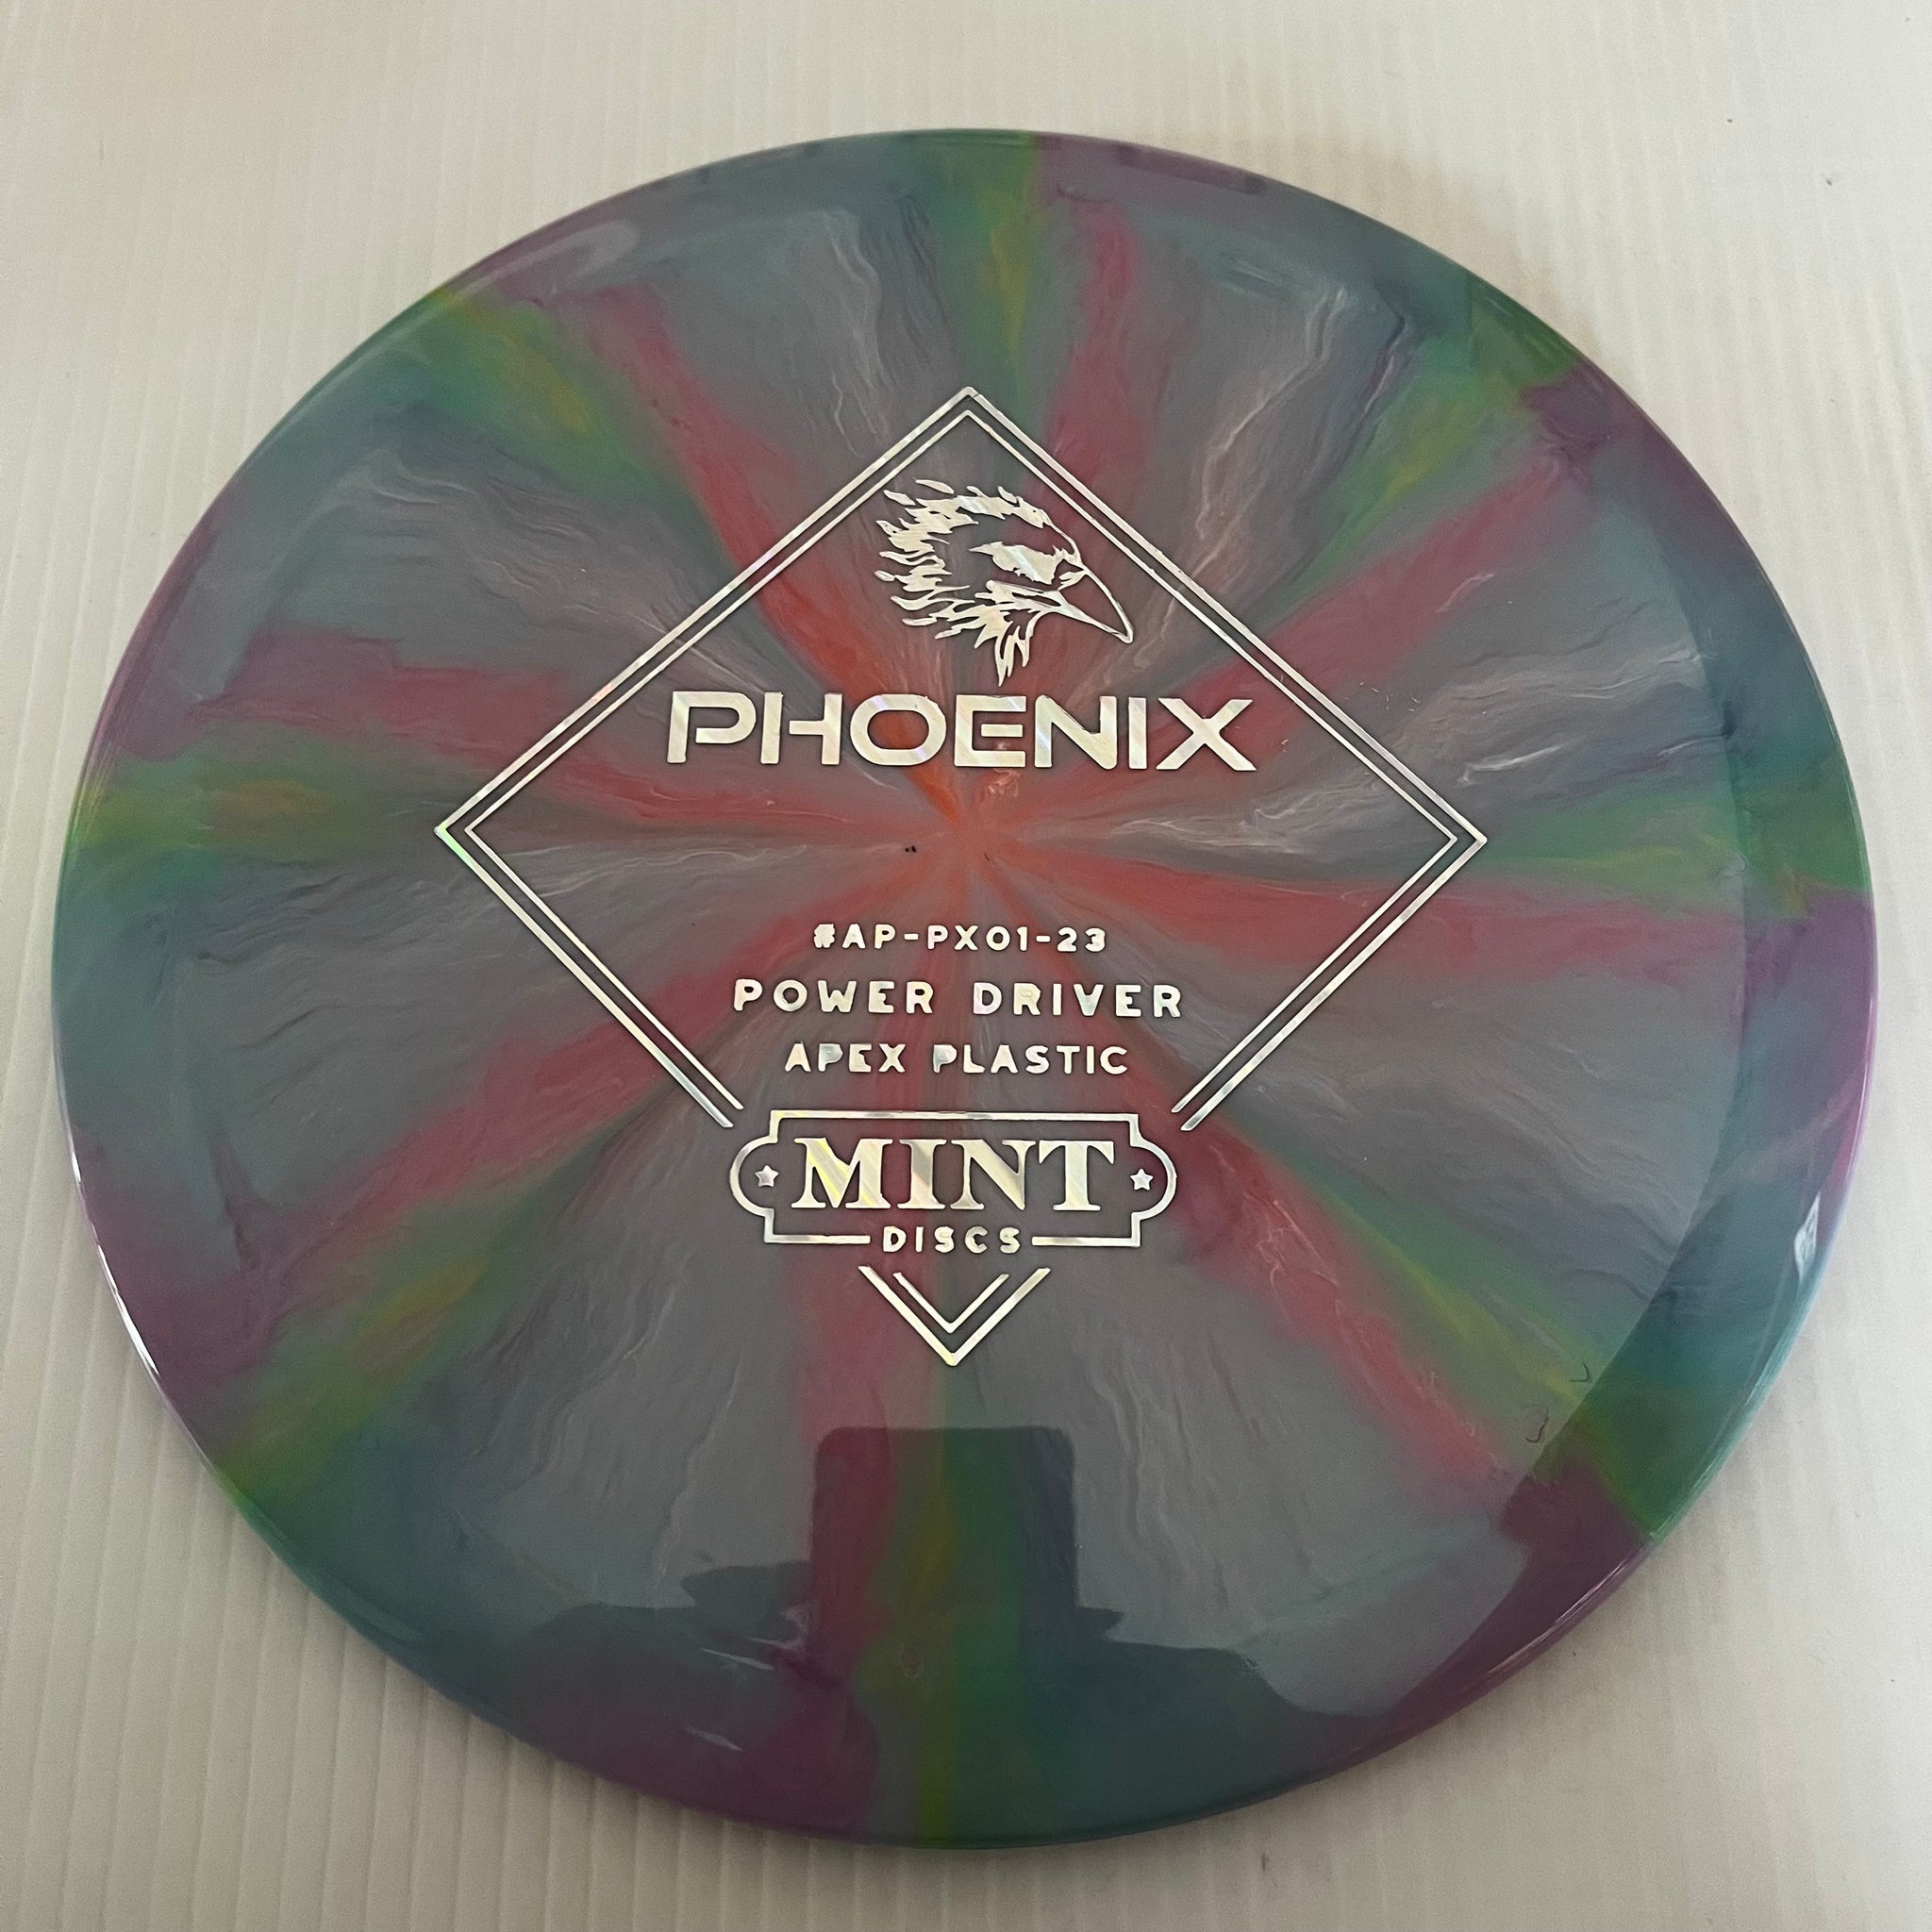 PHOENIX
#AP-PX01-23
POWER DRIVER
APEX PLASTIC
MINT
DISCS